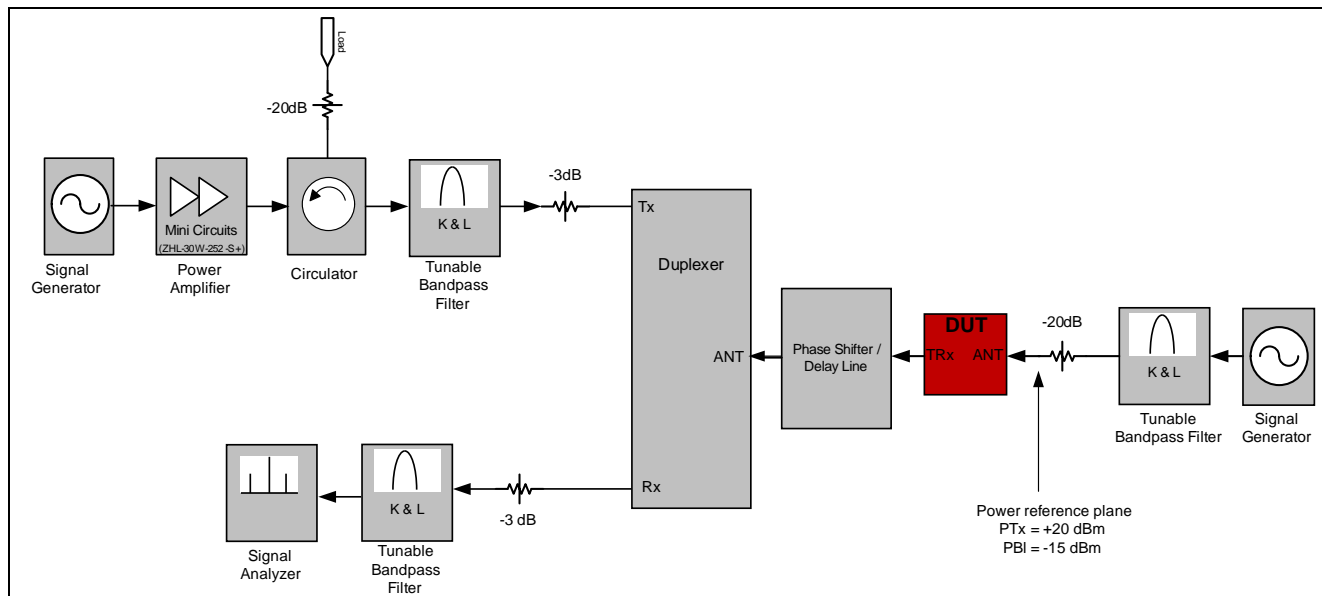 Load
-20dB
Mini Circuits
(ZHL-30W-252 -S+)
K & L
-3dB
Signal
Generator
Power
Amplifier
Circulator
Tunable
Bandpass
Filter
Tx
Duplexer
ANT
Rx
Phase Shifter /
Delay Line
DUT
TRx
ANT
-20dB
K & L
Tunable
Bandpass Filter
Signal
Generator
Power reference plane
PTx = +20 dBm
PBl = -15 dBm
-3 dB
K & L
Signal
Analyzer
Tunable
Bandpass
Filter